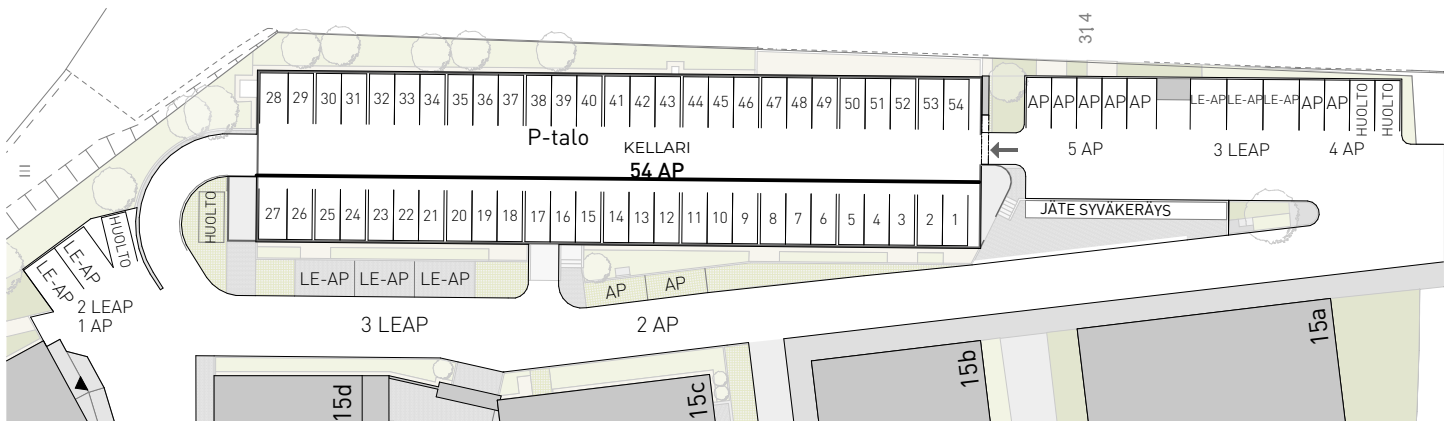 31 4
28 29 30 31 32 33 34 35 36 37 38 39 40 41 42 43 44 45 46 47 48 49 50 51 52 53 54
AP AP AP AP AP LE-AP LE-AP LE-AP AP AP HUOLTO HUOLTO
P-talo
KELLARI
54 AP
5 AP 3 LEAP 4 AP
III
27 26 25 24 23 22 21 20 19 18 17 16 15 14 13 12 11 10 9 8 7 6 5 4 3 2 1
HUOLTO
JÄTE SYVÄKERÄYS
HUOLTO
LE-AP
LE-AP
LE-AP LE-AP LE-AP
AP AP
2 LEAP
1 AP
3 LEAP
2 AP
15d
15c
15b
15a